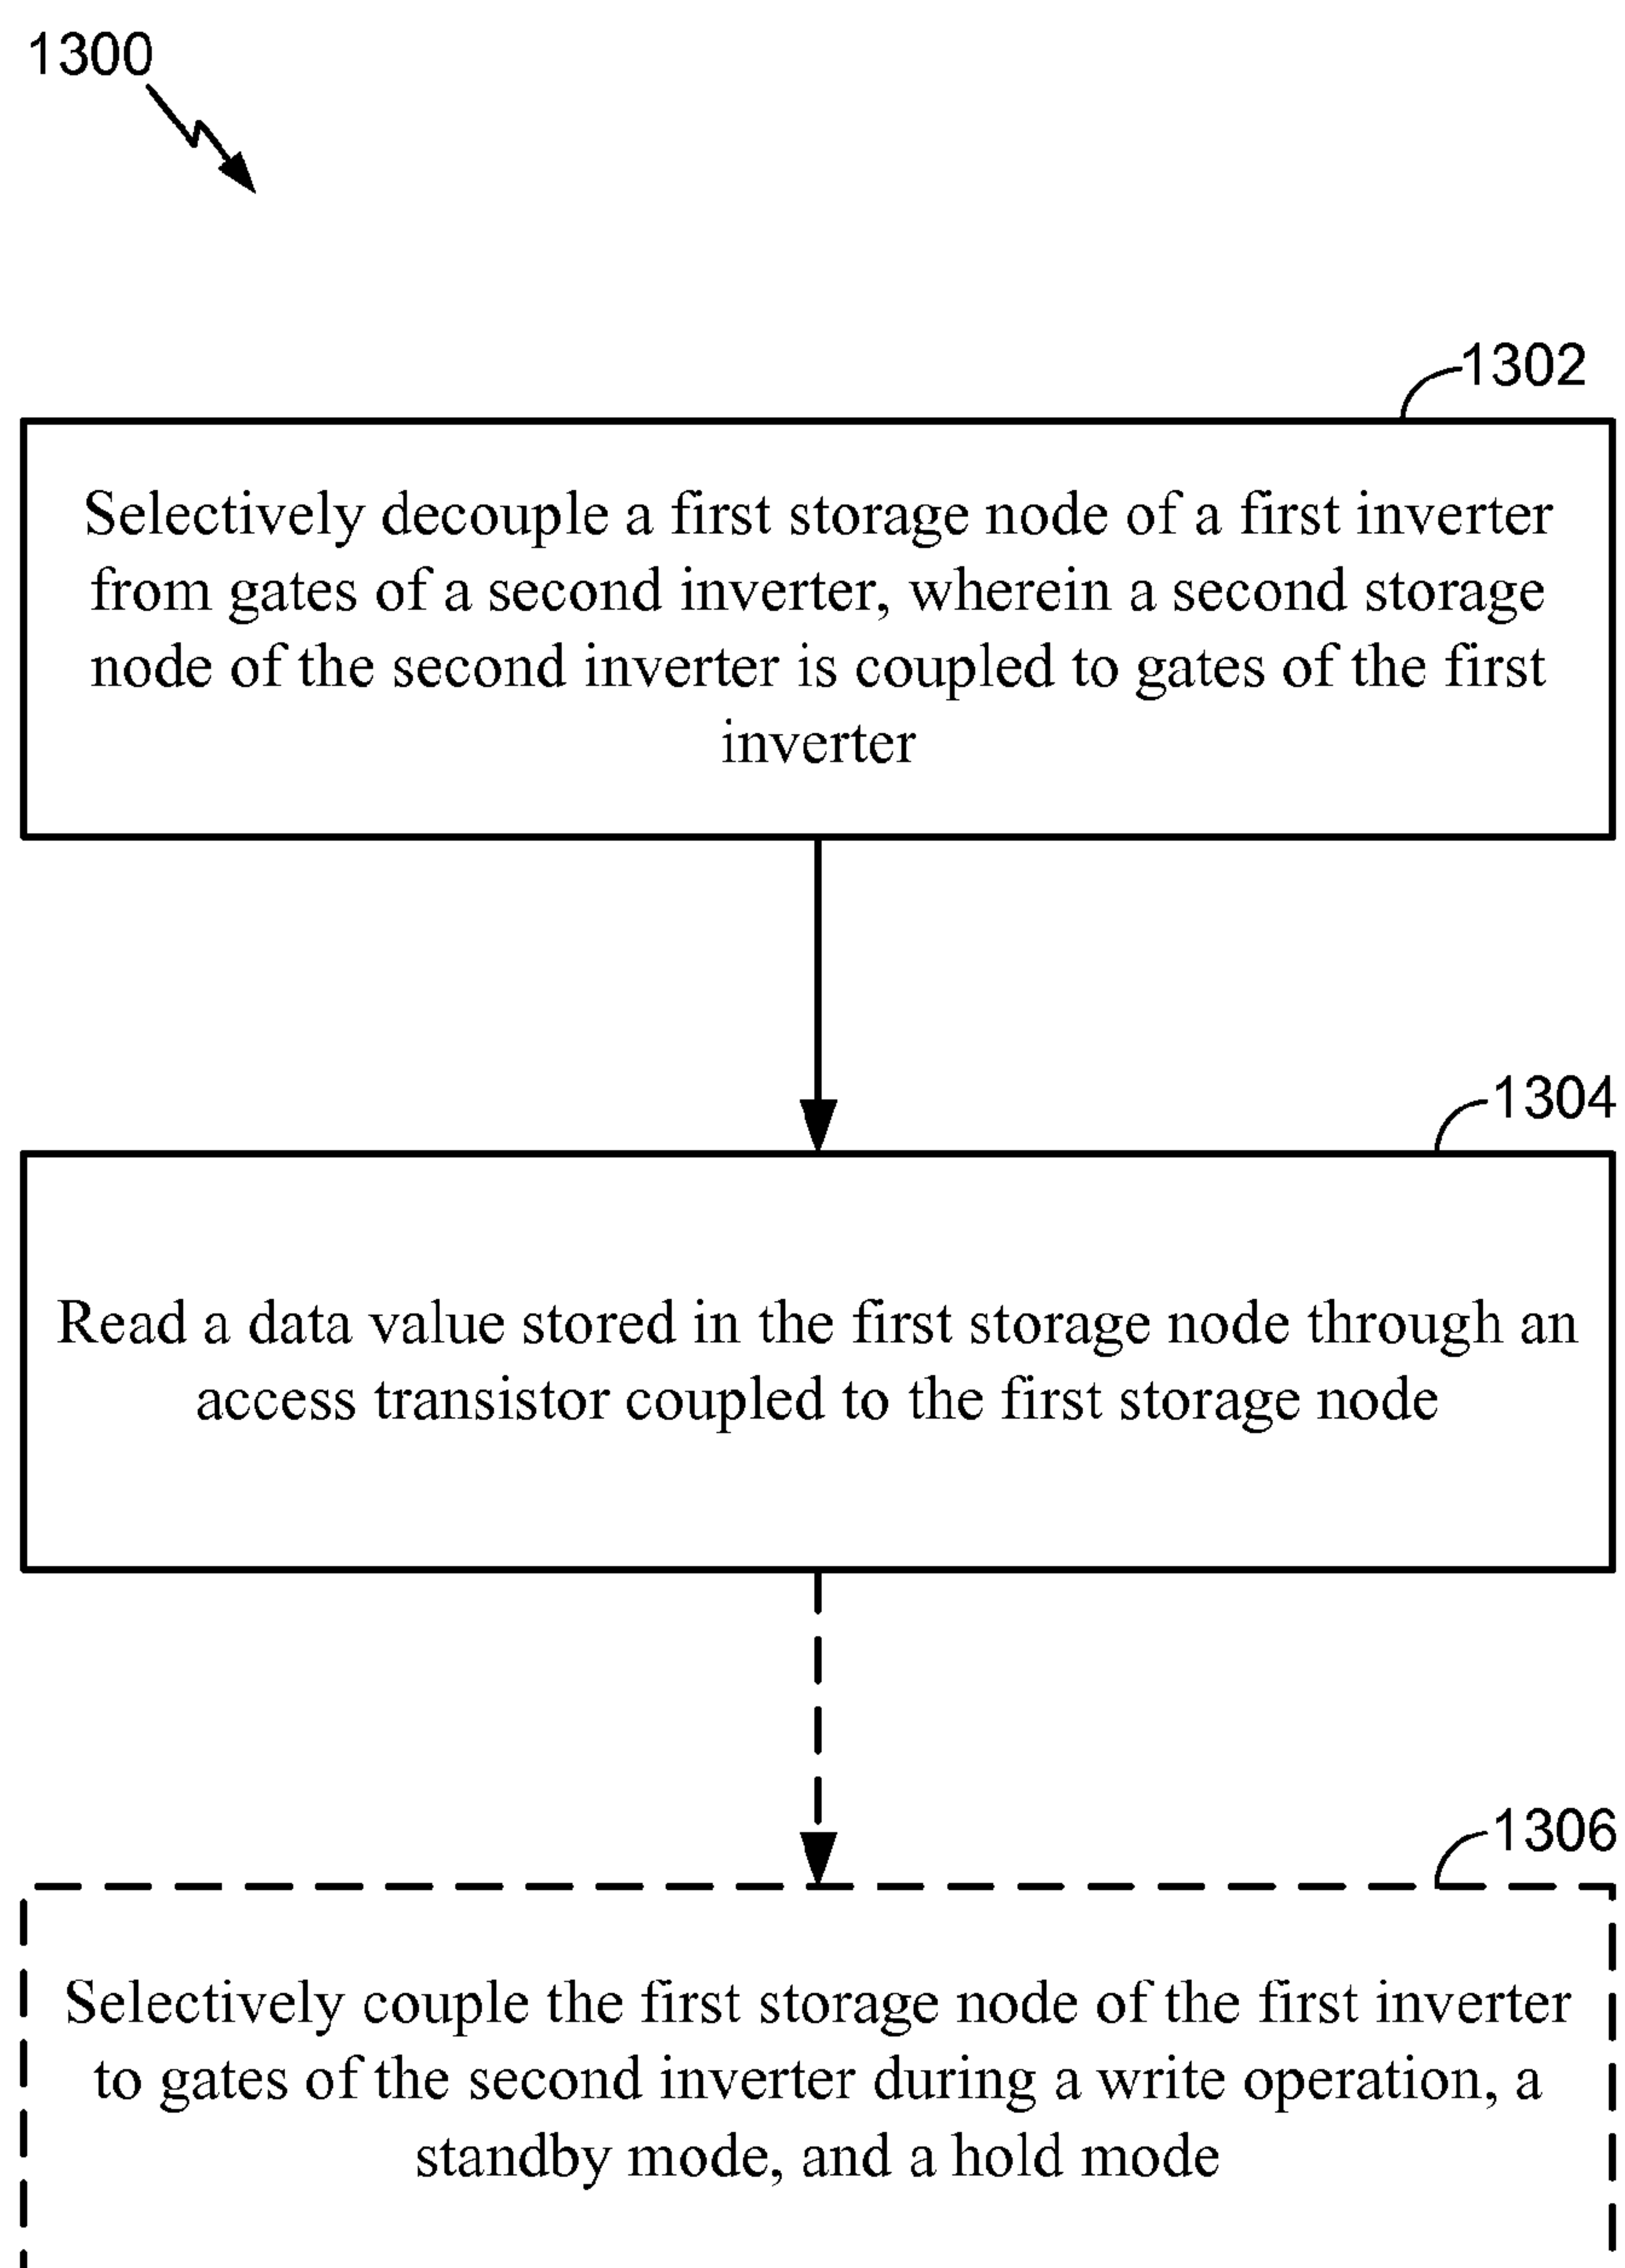 1300
1302
Selectively decouple a first storage node of a first inverter
from gates of a second inverter, wherein a second storage
node of the second inverter is coupled to gates of the first
inverter
1304
Read a data value stored in the first storage node through an
access transistor coupled to the first storage node
1306
Selectively couple the first storage node of the first inverter
to gates of the second inverter during a write operation, a
standby mode, and a hold mode